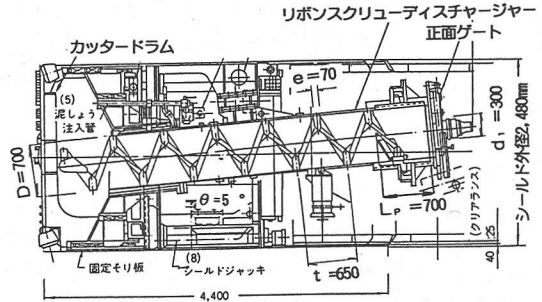 リボンスクリューディスチャージャー
カッタードラム
正面ゲート
e=70
(5)
泥しょう
注入管
D=700
d₁=300
シールド外径2,480mm
θ=5°
Lₚ=700
(クリアランス)
25
40
固定そり板
(8)
シールドジャッキ
t=650
4,400